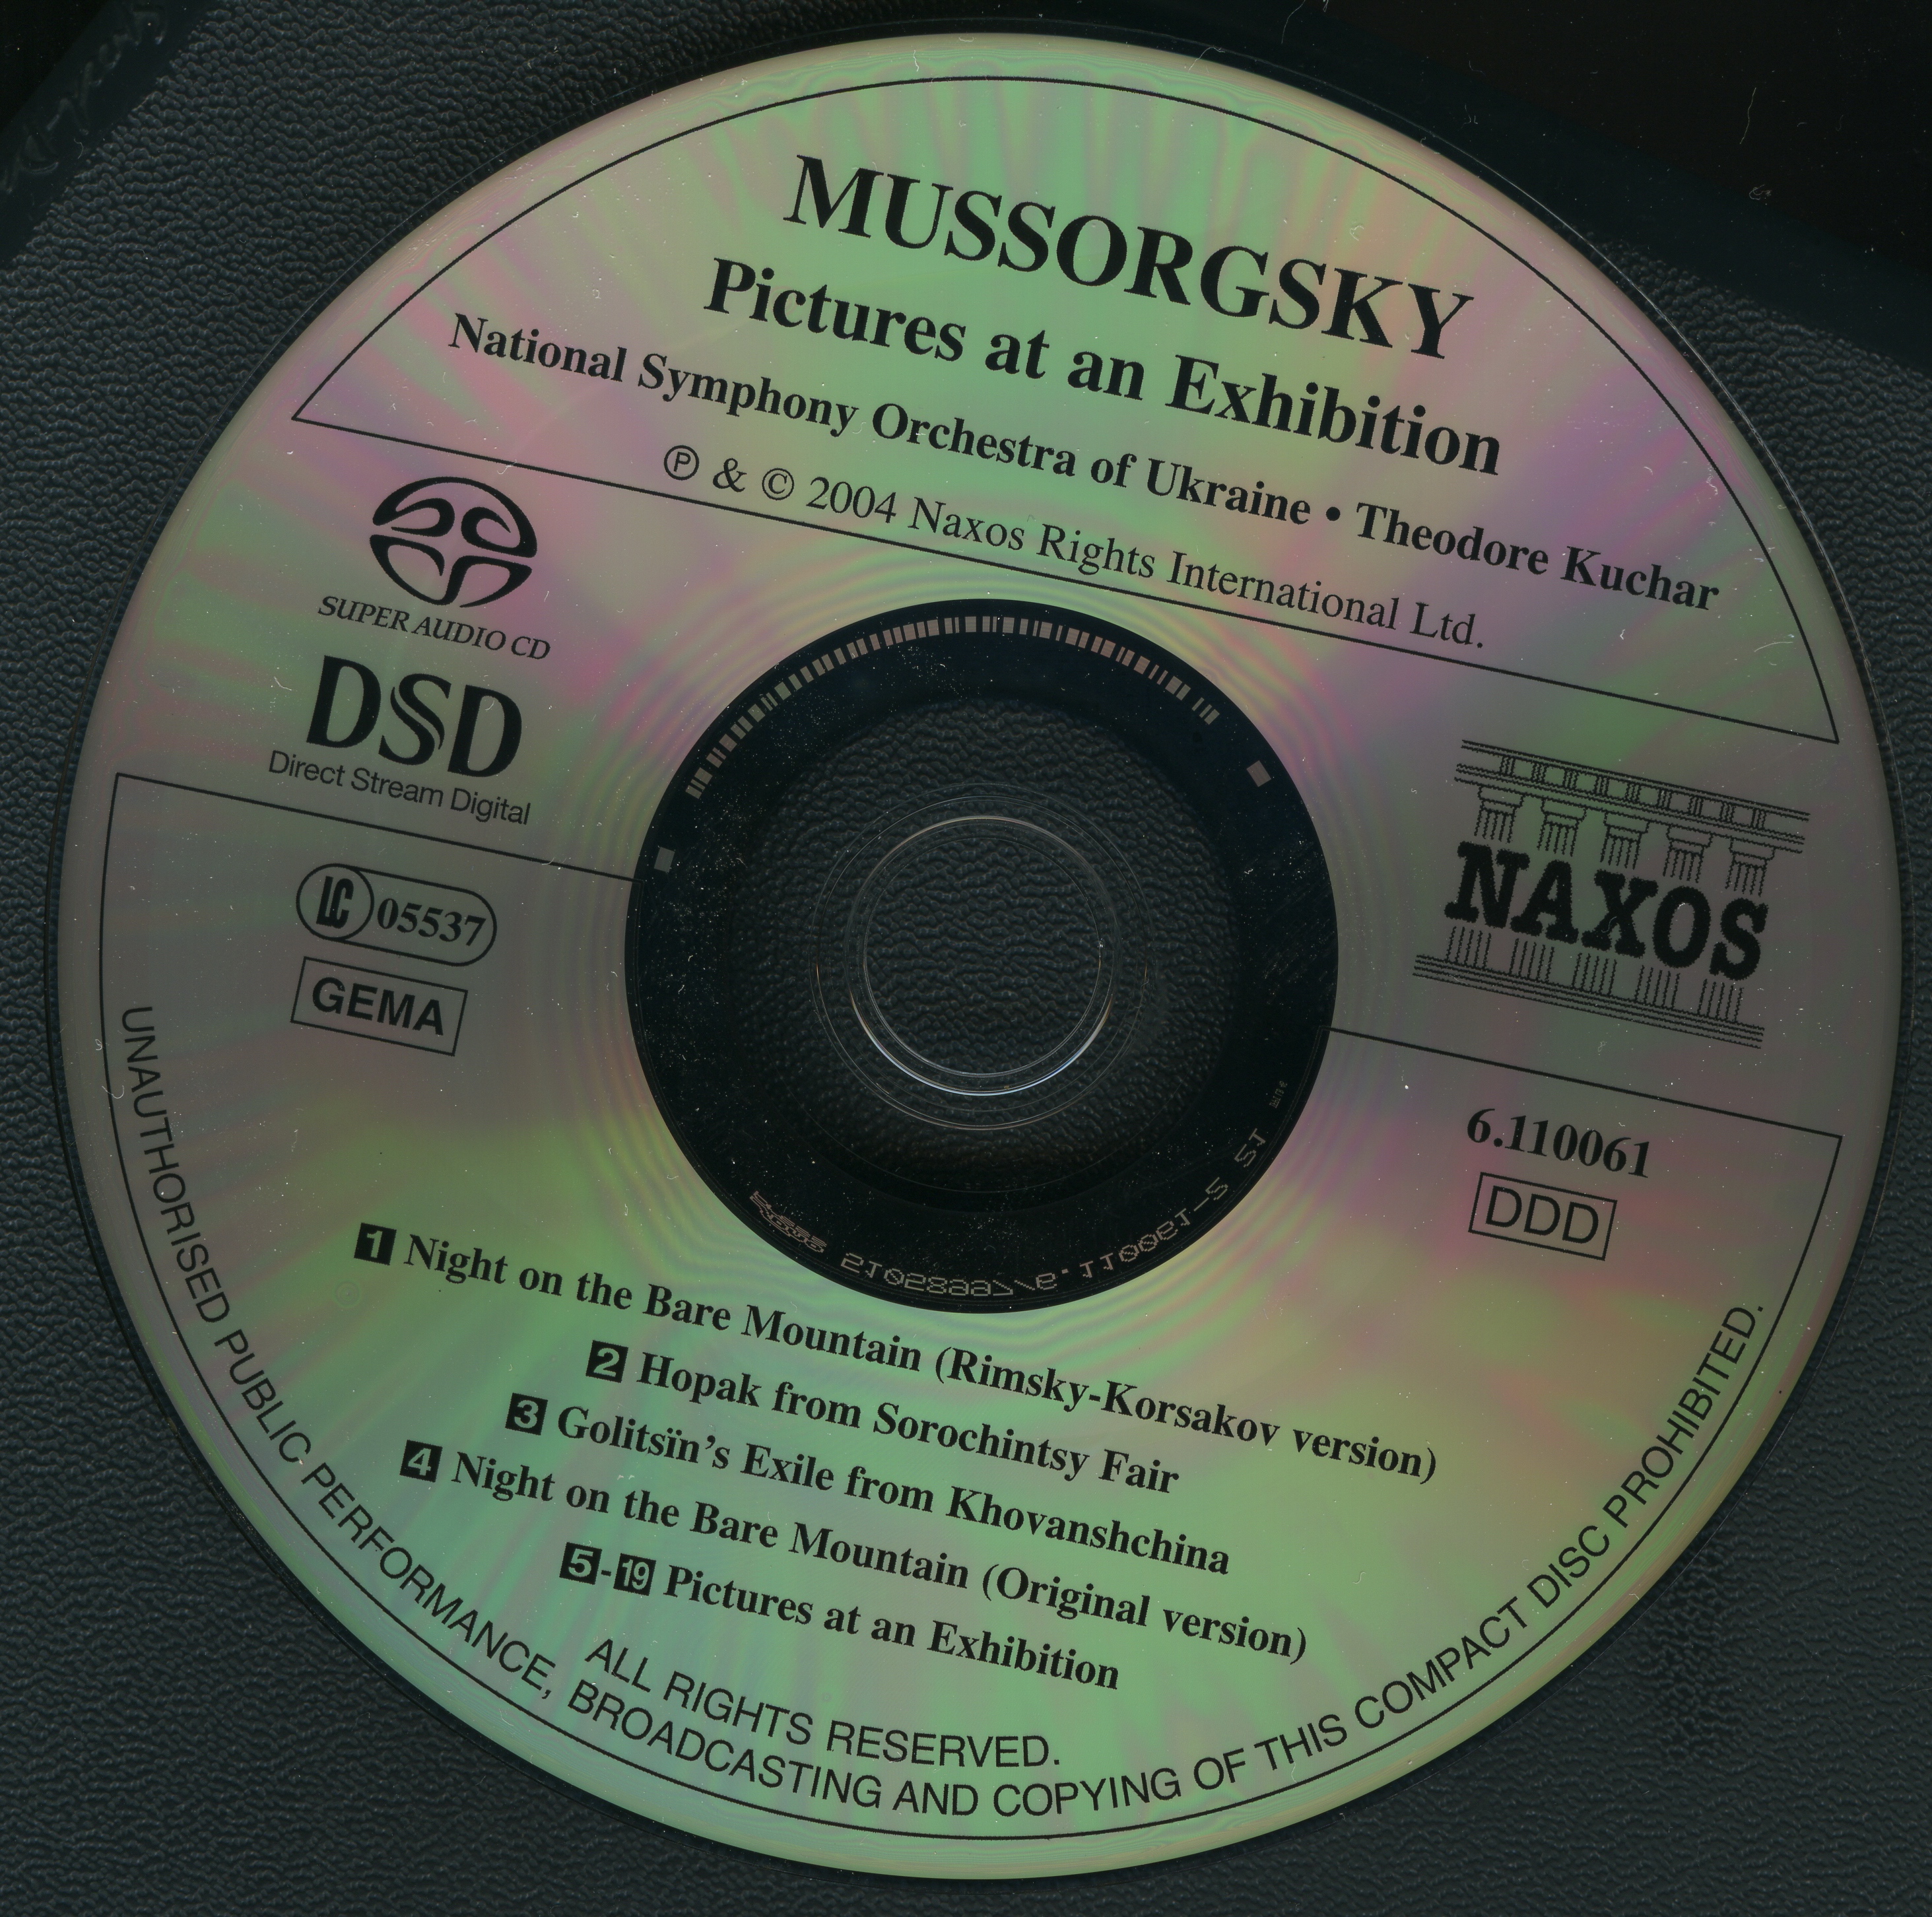 MUSSORGSKY
Pictures at an Exhibition
National Symphony Orchestra of Ukraine • Theodore Kuchar
℗ & © 2004 Naxos Rights International Ltd.
SUPER AUDIO CD
DSD
Direct Stream Digital
NAXOS
LC 05537
GEMA
6.110061
DDD
1 Night on the Bare Mountain (Rimsky-Korsakov version)
2 Hopak from Sorochintsy Fair
3 Golitsïn’s Exile from Khovanshchina
4 Night on the Bare Mountain (Original version)
5-19 Pictures at an Exhibition
ALL RIGHTS RESERVED.
UNAUTHORISED PUBLIC PERFORMANCE, BROADCASTING AND COPYING OF THIS COMPACT DISC PROHIBITED.